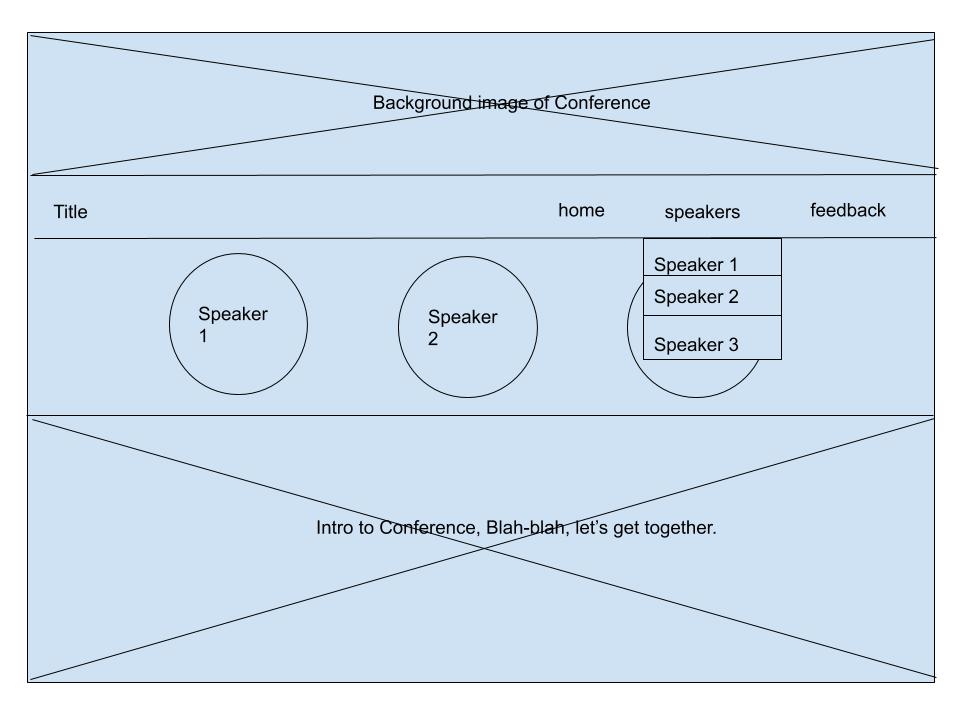 Background image of Conference
Title
home
speakers
feedback
Speaker
1
Speaker
2
Speaker 1
Speaker 2
Speaker 3
Intro to Conference, Blah-blah, let’s get together.